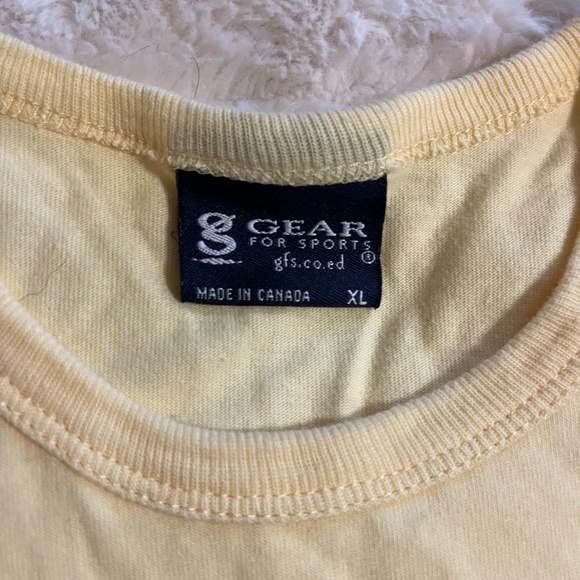 GEAR
FOR SPORTS
gfs.co.ed ®
MADE IN CANADA XL